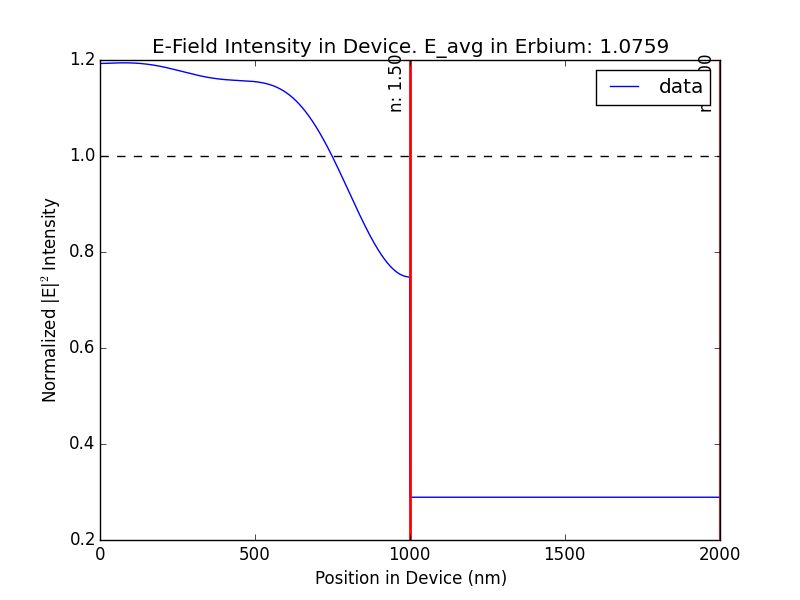 E-Field Intensity in Device. E_avg in Erbium: 1.0759
1.2
1.0
0.8
0.6
0.4
0.2
Normalized |E|² Intensity
n: 1.50
data
0 500 1000 1500 2000
Position in Device (nm)